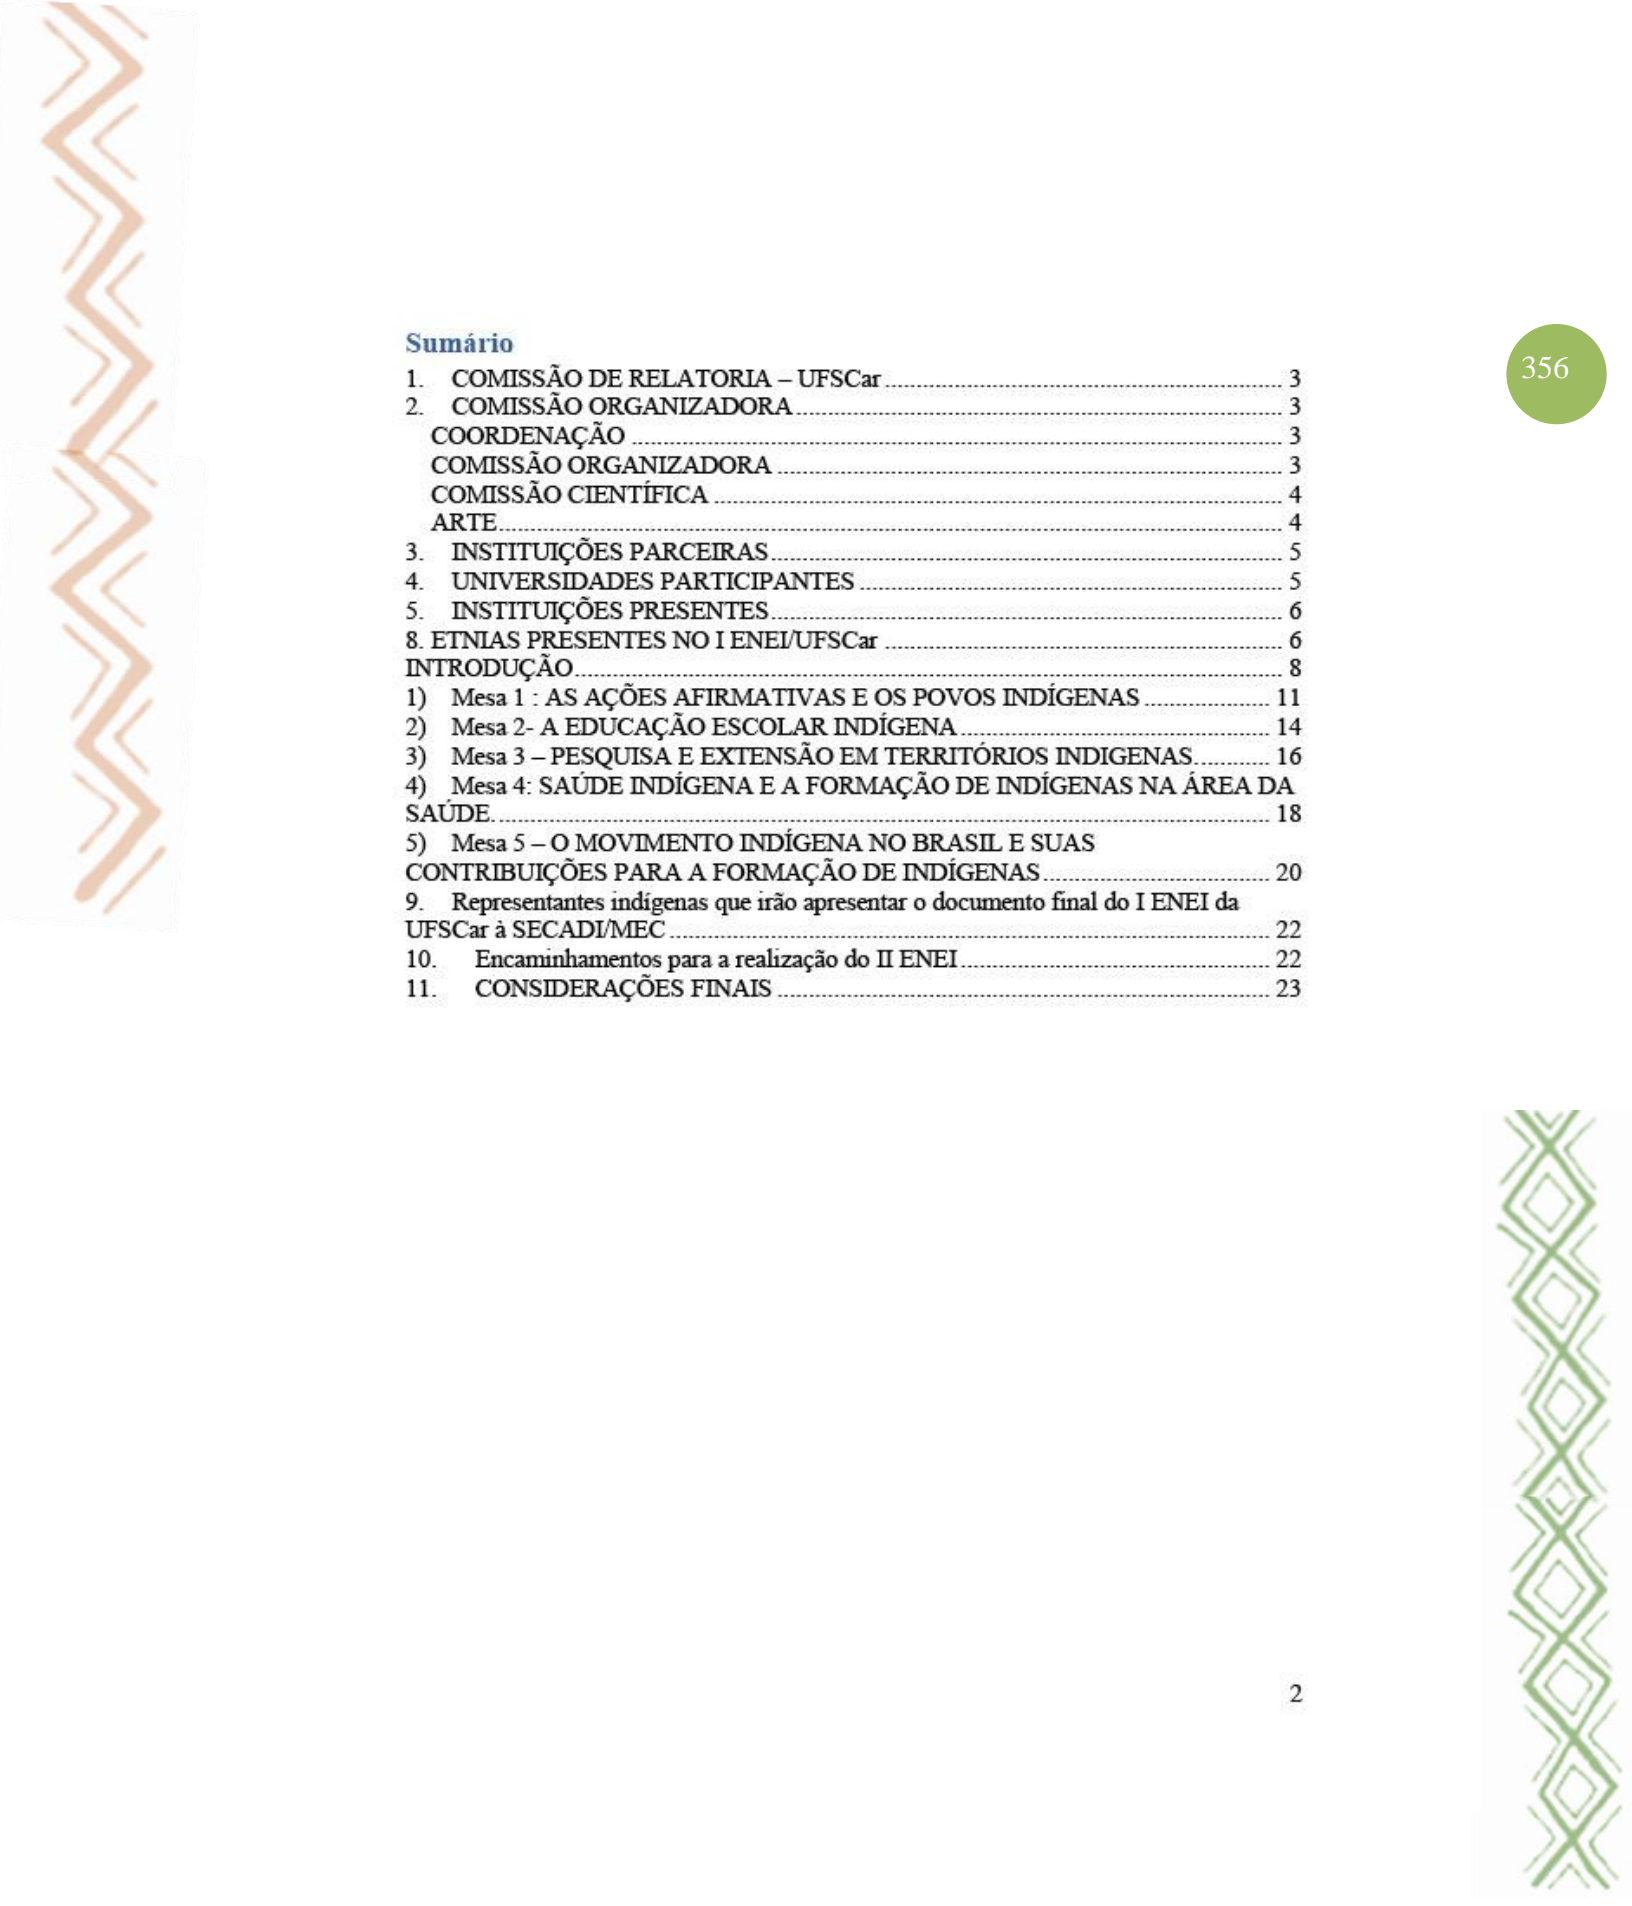 Sumário
356
1. COMISSÃO DE RELATORIA – UFSCar 3
2. COMISSÃO ORGANIZADORA 3
COORDENAÇÃO 3
COMISSÃO ORGANIZADORA 3
COMISSÃO CIENTÍFICA 4
ARTE 4
3. INSTITUIÇÕES PARCEIRAS 5
4. UNIVERSIDADES PARTICIPANTES 5
5. INSTITUIÇÕES PRESENTES 6
8. ETNIAS PRESENTES NO I ENEI/UFSCar 6
INTRODUÇÃO 8
1) Mesa 1 : AS AÇÕES AFIRMATIVAS E OS POVOS INDÍGENAS 11
2) Mesa 2- A EDUCAÇÃO ESCOLAR INDÍGENA 14
3) Mesa 3 – PESQUISA E EXTENSÃO EM TERRITÓRIOS INDIGENAS 16
4) Mesa 4: SAÚDE INDÍGENA E A FORMAÇÃO DE INDÍGENAS NA ÁREA DA
SAÚDE. 18
5) Mesa 5 – O MOVIMENTO INDÍGENA NO BRASIL E SUAS
CONTRIBUIÇÕES PARA A FORMAÇÃO DE INDÍGENAS 20
9. Representantes indígenas que irão apresentar o documento final do I ENEI da
UFSCar à SECADI/MEC 22
10. Encaminhamentos para a realização do II ENEI 22
11. CONSIDERAÇÕES FINAIS 23
2